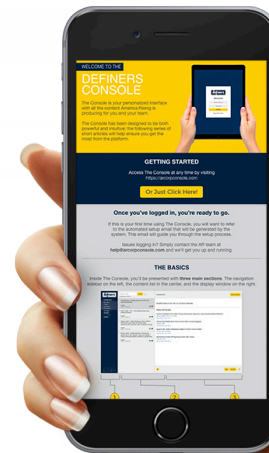 WELCOME TO THE
DEFINERS
CONSOLE
The Console is your personalized interface
with all the content America Rising is
producing for you and your team.
The Console has been designed to be both
powerful and intuitive; the following series of
short articles will help ensure you get the
most from the platform.
GETTING STARTED
Access The Console at any time by visiting
https://arcorpconsole.com
Or Just Click Here!
Once you've logged in, you're ready to go.
If this is your first time using The Console, you will want to refer
to the automated setup email that will be generated by the
system. This email will guide you through the setup process.
Issues logging in? Simply contact the AR team at
help@arcorpconsole.com and we'll get you up and running.
THE BASICS
Inside The Console, you'll be presented with three main sections. The navigation
sidebar on the left, the content list in the center, and the display window on the right.
1 2 3